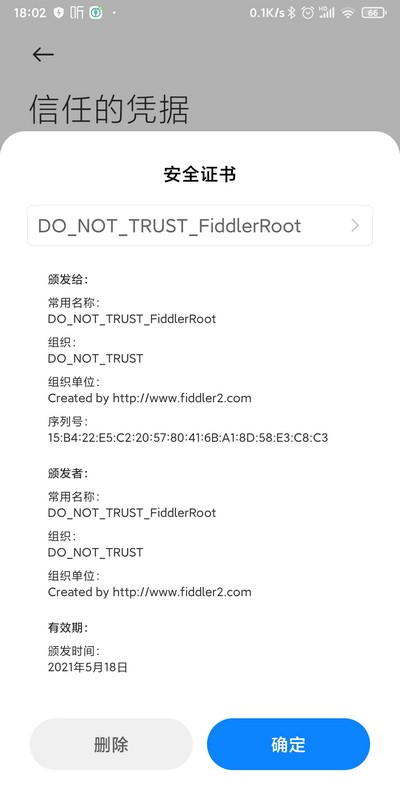 18:02 听 0.1K/s HD 66
信任的凭据
安全证书
DO_NOT_TRUST_FiddlerRoot
颁发给：
常用名称：
DO_NOT_TRUST_FiddlerRoot
组织：
DO_NOT_TRUST
组织单位：
Created by http://www.fiddler2.com
序列号：
15:B4:22:E5:C2:20:57:80:41:6B:A1:8D:58:E3:C8:C3
颁发者：
常用名称：
DO_NOT_TRUST_FiddlerRoot
组织：
DO_NOT_TRUST
组织单位：
Created by http://www.fiddler2.com
有效期：
颁发时间：
2021年5月18日
删除
确定